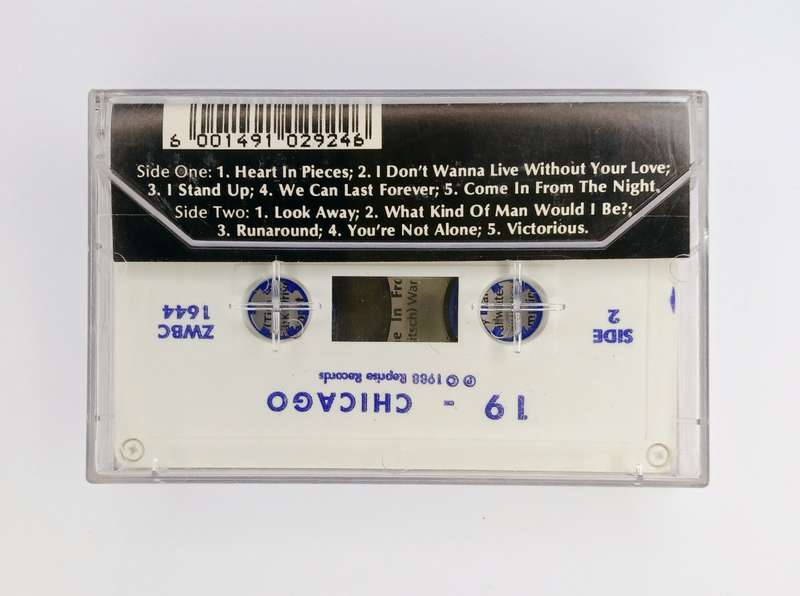 6 001491 029246
Side One: 1. Heart In Pieces; 2. I Don't Wanna Live Without Your Love;
3. I Stand Up; 4. We Can Last Forever; 5. Come In From The Night.
Side Two: 1. Look Away; 2. What Kind Of Man Would I Be?;
3. Runaround; 4. You're Not Alone; 5. Victorious.
19 - CHICAGO
℗ © 1988 Reprise Records
SIDE
2
ZWBC
1644